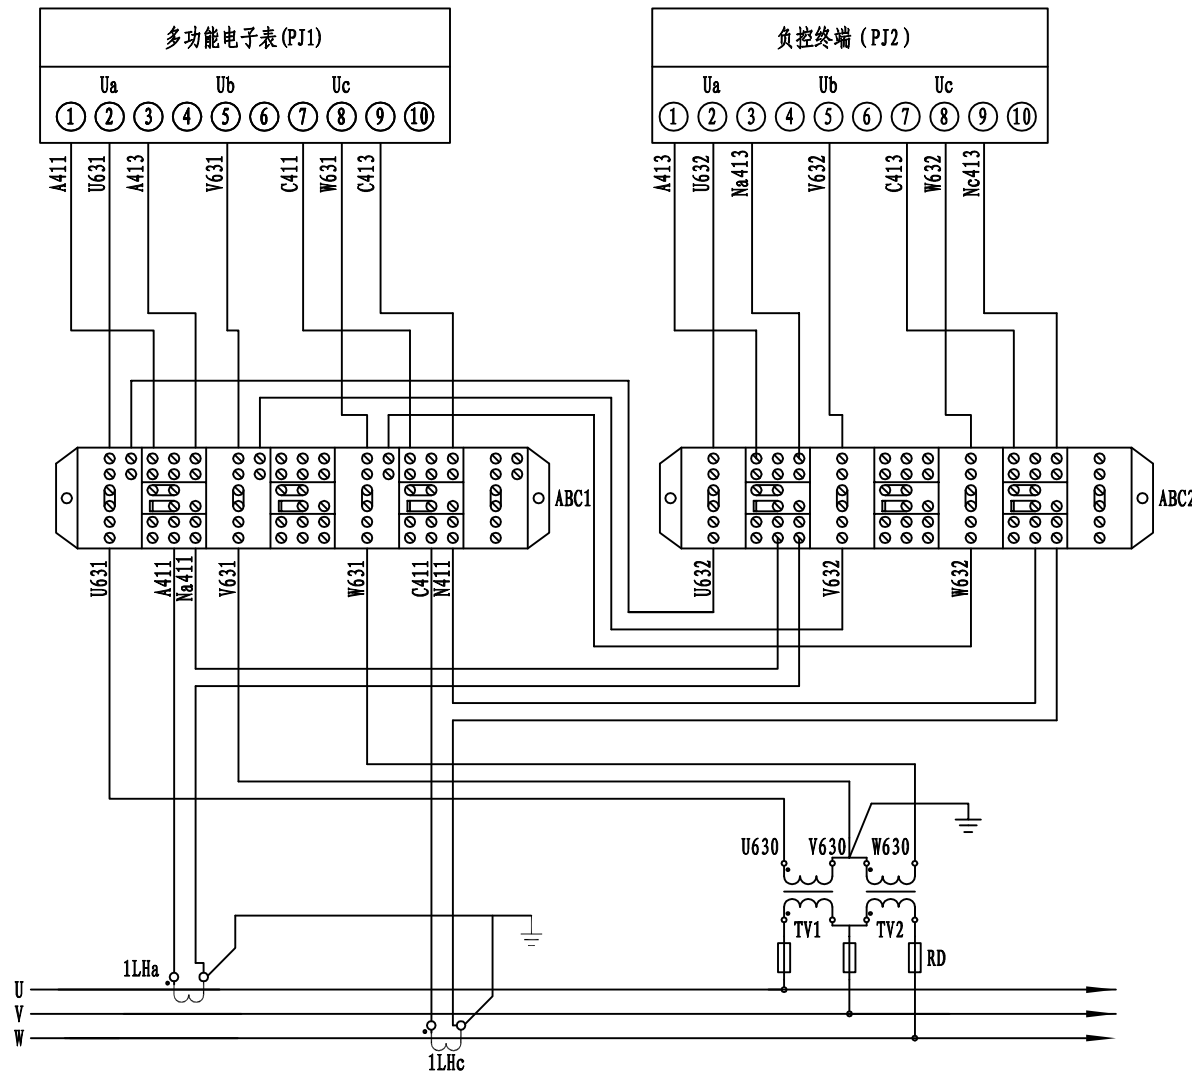 多功能电子表(PJ1)
负控终端(PJ2)
Ua Ub Uc
Ua Ub Uc
1 2 3 4 5 6 7 8 9 10
1 2 3 4 5 6 7 8 9 10
A411 U631 A413 V631 C411 W631 C413
A413 U632 Na413 V632 C413 W632 Nc413
ABC1
ABC2
U631 A411 Na411 V631 W631 C411 N411
U632 V632 W632
U630 V630 W630
TV1 TV2
RD
1LHa
U
V
W
1LHc